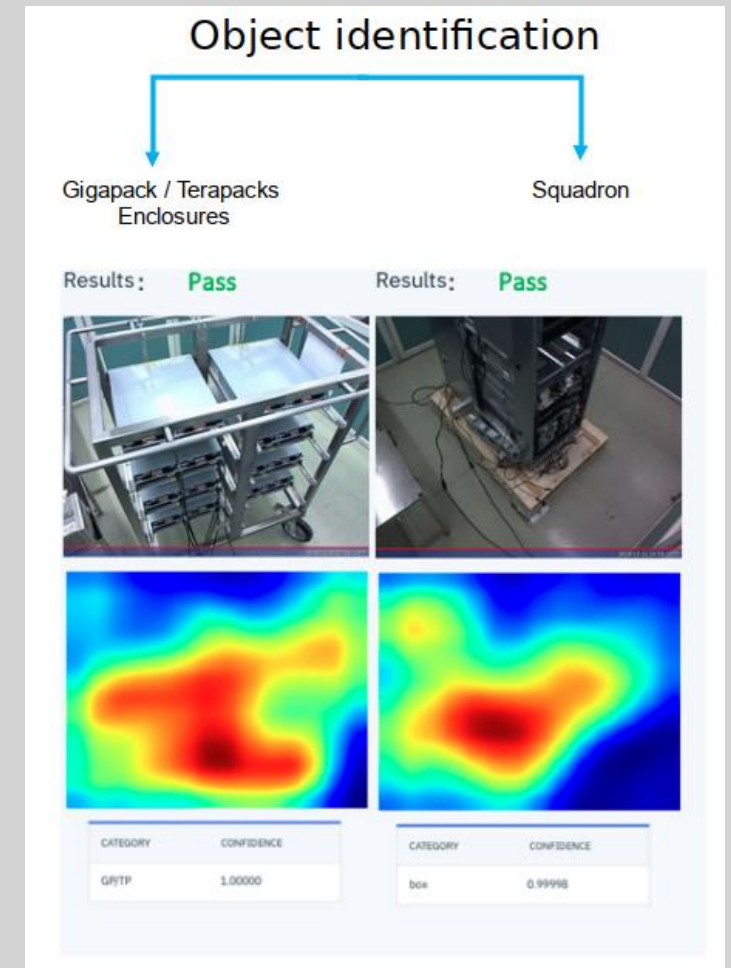 Object identification
Gigapack / Terapacks
Enclosures
Squadron
Results: Pass
Results: Pass
CATEGORY CONFIDENCE
GP/TP 1.00000
CATEGORY CONFIDENCE
box 0.99998